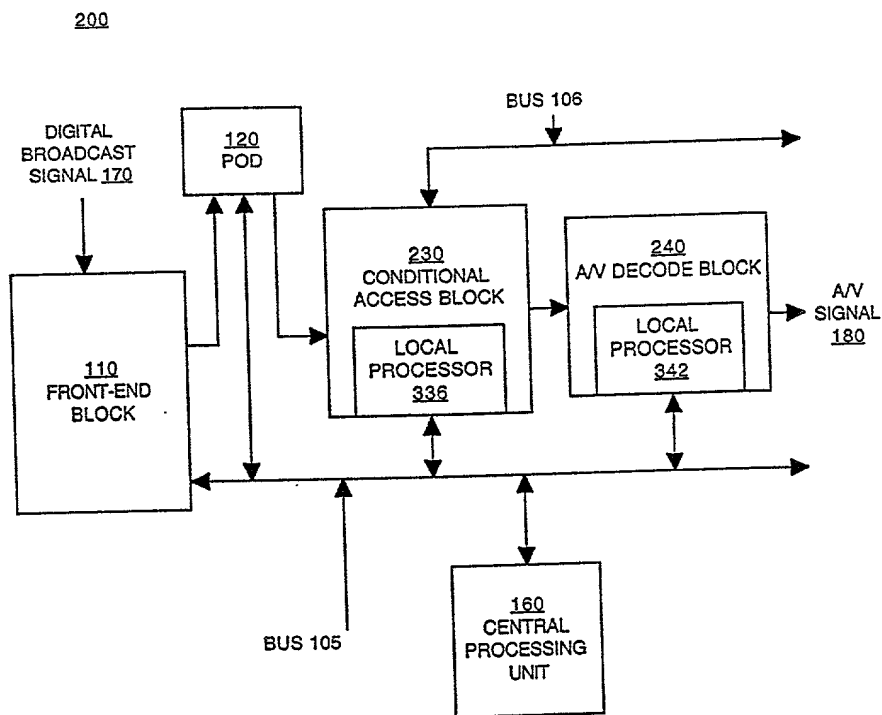 200
BUS 106
DIGITAL
BROADCAST
SIGNAL 170
120
POD
230
CONDITIONAL
ACCESS BLOCK
LOCAL
PROCESSOR
336
240
A/V DECODE BLOCK
LOCAL
PROCESSOR
342
A/V
SIGNAL
180
110
FRONT-END
BLOCK
BUS 105
160
CENTRAL
PROCESSING
UNIT